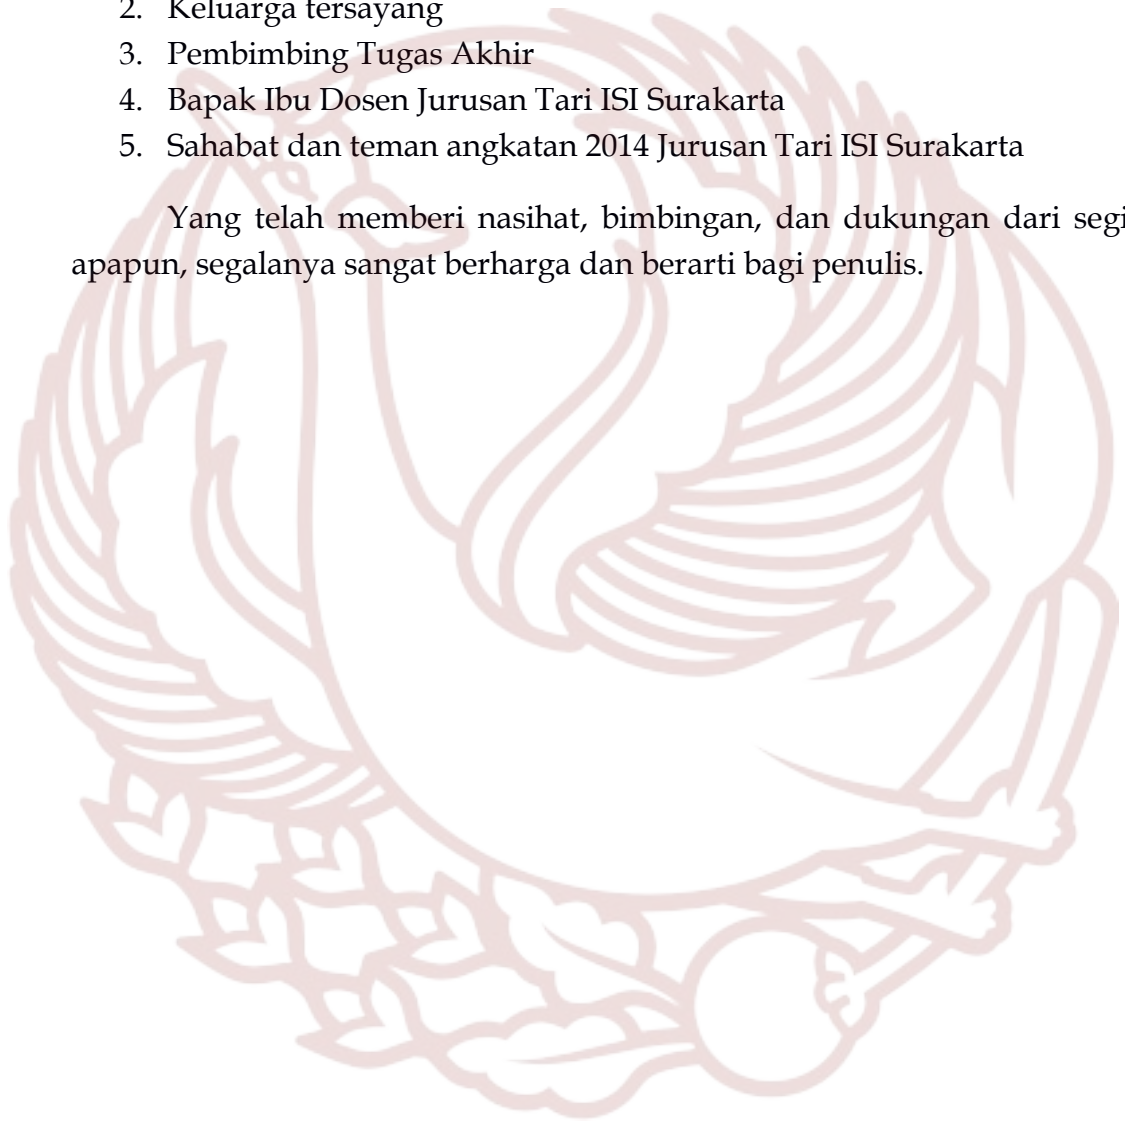 2. Keluarga tersayang
3. Pembimbing Tugas Akhir
4. Bapak Ibu Dosen Jurusan Tari ISI Surakarta
5. Sahabat dan teman angkatan 2014 Jurusan Tari ISI Surakarta
Yang telah memberi nasihat, bimbingan, dan dukungan dari segi
apapun, segalanya sangat berharga dan berarti bagi penulis.